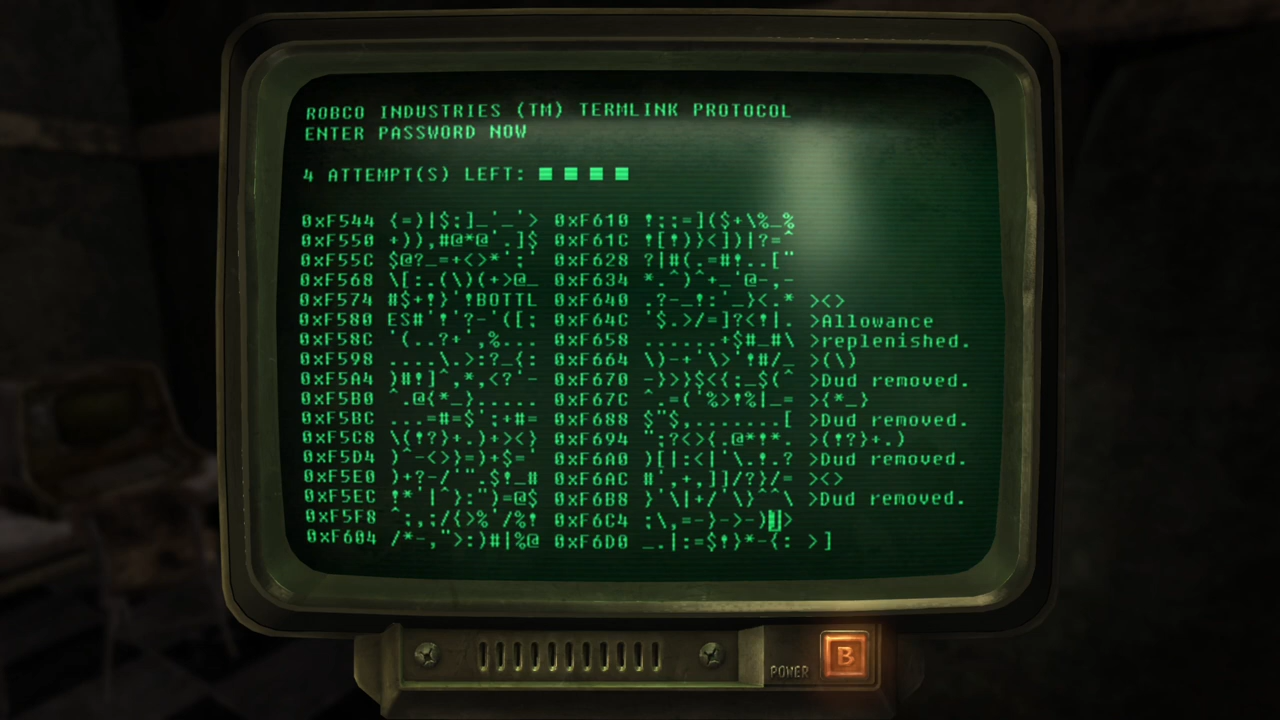 ROBCO INDUSTRIES (TM) TERMLINK PROTOCOL
ENTER PASSWORD NOW
4 ATTEMPT(S) LEFT: ■ ■ ■ ■
0xF544 {=)|$;]_'_'> 0xF610 !;;=]($+\%_%
0xF550 +)),#@*@'.]$ 0xF61C ![!)}<])|?=^
0xF55C $@?_=+<>*';' 0xF628 ?|#(.=#!..["
0xF568 \[:.(\)(+>@_ 0xF634 *.^)^+_'@-,-
0xF574 #$+!}'!BOTTL 0xF640 .?-_!:'_}<.* ><>
0xF580 ES#'!'?-'([; 0xF64C '$.>/=]?<!|. >Allowance
0xF58C '(..?+',%... 0xF658 ......+$#_#\ >replenished.
0xF598 ....\.>:?_{: 0xF664 \)-+'\>'!#/_ >(\)
0xF5A4 )#!]^,*,<?'- 0xF670 -}>}$<{;_$(^ >Dud removed.
0xF5B0 ^.@{*_}..... 0xF67C ^.=('%>!%|_= >{*_}
0xF5BC ...=#=$';+#= 0xF688 $"$,.......[ >Dud removed.
0xF5C8 \(!?}+.)+><} 0xF694 ";?<>{.@*!*. >(!?}+.)
0xF5D4 )^-<>}=)+$=' 0xF6A0 )[|:<|'\.!.? >Dud removed.
0xF5E0 )+?-/'".$!_# 0xF6AC #',+,]]/?}/= ><>
0xF5EC !*'|^}:")=@$ 0xF6B8 }'\|+/'\}^^\ >Dud removed.
0xF5F8 ^;,:/{>%'/%! 0xF6C4 :\,=-}->-)]>
0xF604 /*-,">:)#|%@ 0xF6D0 _.|:=$!}*-{: >]
POWER
B